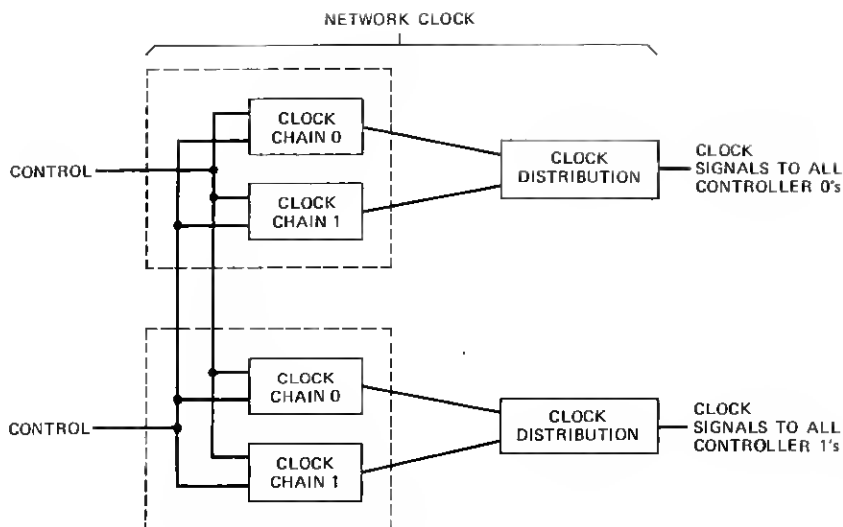 NETWORK CLOCK
CLOCK
CHAIN 0
CONTROL
CLOCK
CHAIN 1
CLOCK
DISTRIBUTION
CLOCK
SIGNALS TO ALL
CONTROLLER 0's
CLOCK
CHAIN 0
CONTROL
CLOCK
CHAIN 1
CLOCK
DISTRIBUTION
CLOCK
SIGNALS TO ALL
CONTROLLER 1's